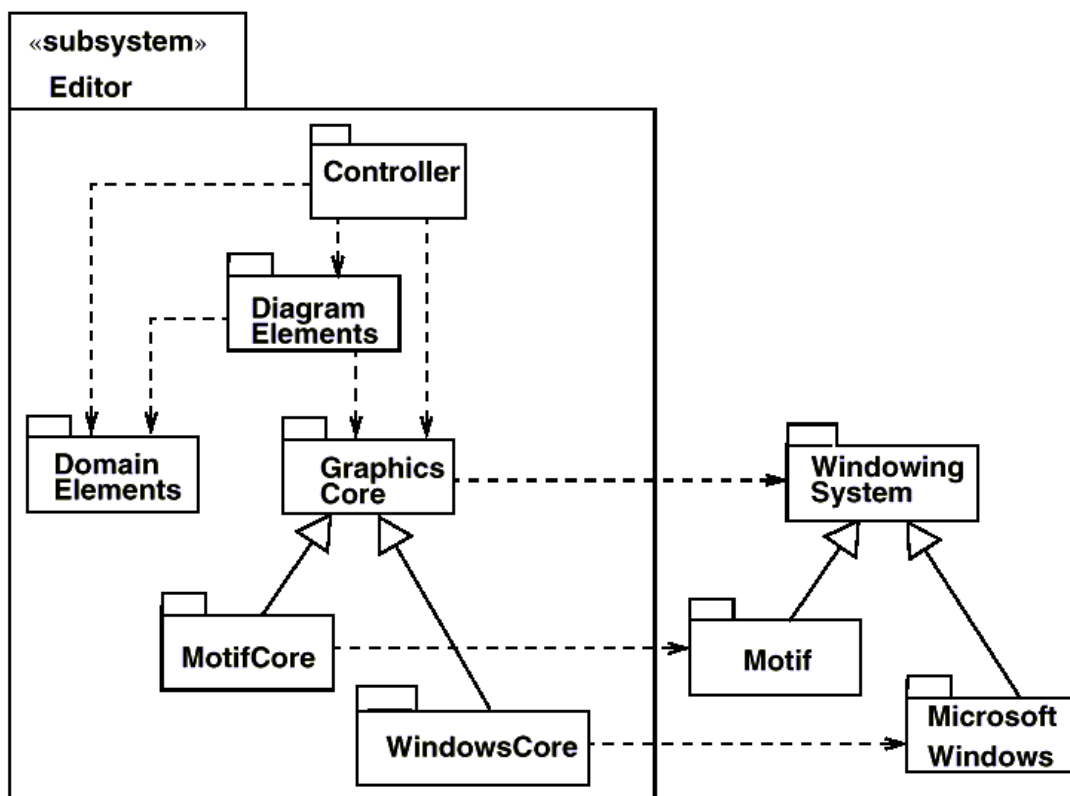 «subsystem»
Editor
Controller
Diagram
Elements
Domain
Elements
Graphics
Core
Windowing
System
MotifCore
Motif
WindowsCore
Microsoft
Windows